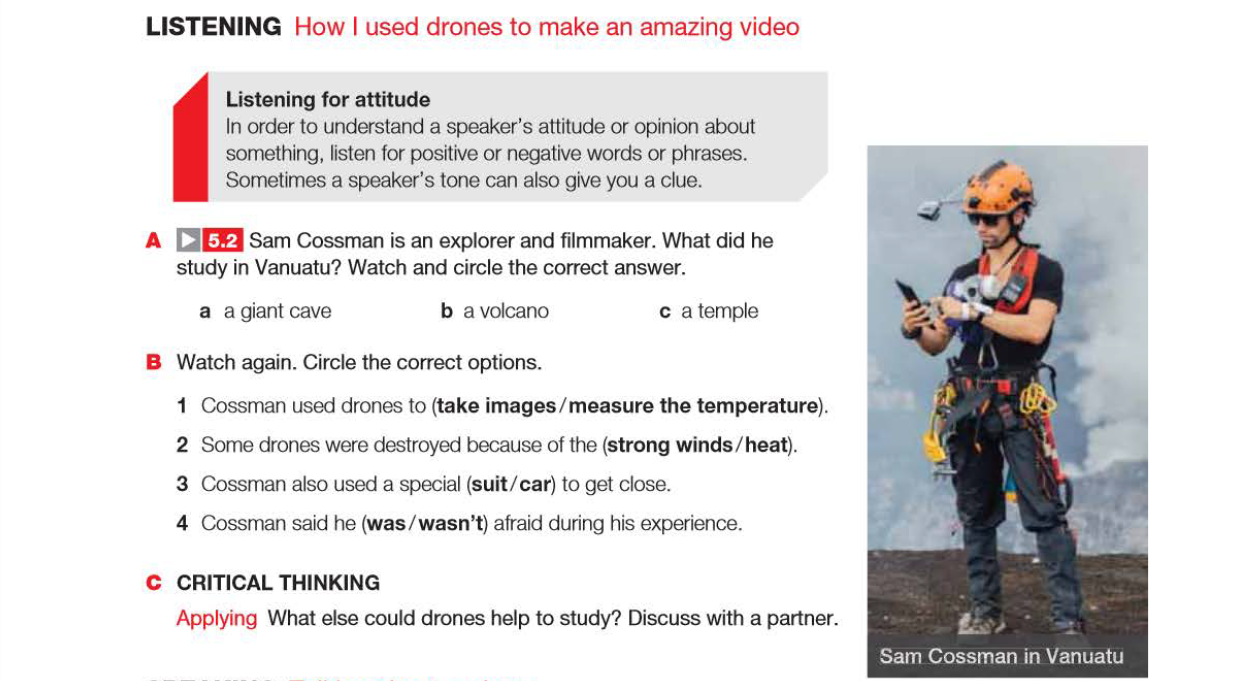 LISTENING How I used drones to make an amazing video
Listening for attitude
In order to understand a speaker's attitude or opinion about
something, listen for positive or negative words or phrases.
Sometimes a speaker's tone can also give you a clue.
A 5.2 Sam Cossman is an explorer and filmmaker. What did he
study in Vanuatu? Watch and circle the correct answer.
a a giant cave b a volcano c a temple
B Watch again. Circle the correct options.
1 Cossman used drones to (take images/measure the temperature).
2 Some drones were destroyed because of the (strong winds/heat).
3 Cossman also used a special (suit/car) to get close.
4 Cossman said he (was/wasn't) afraid during his experience.
C CRITICAL THINKING
Applying What else could drones help to study? Discuss with a partner.
Sam Cossman in Vanuatu